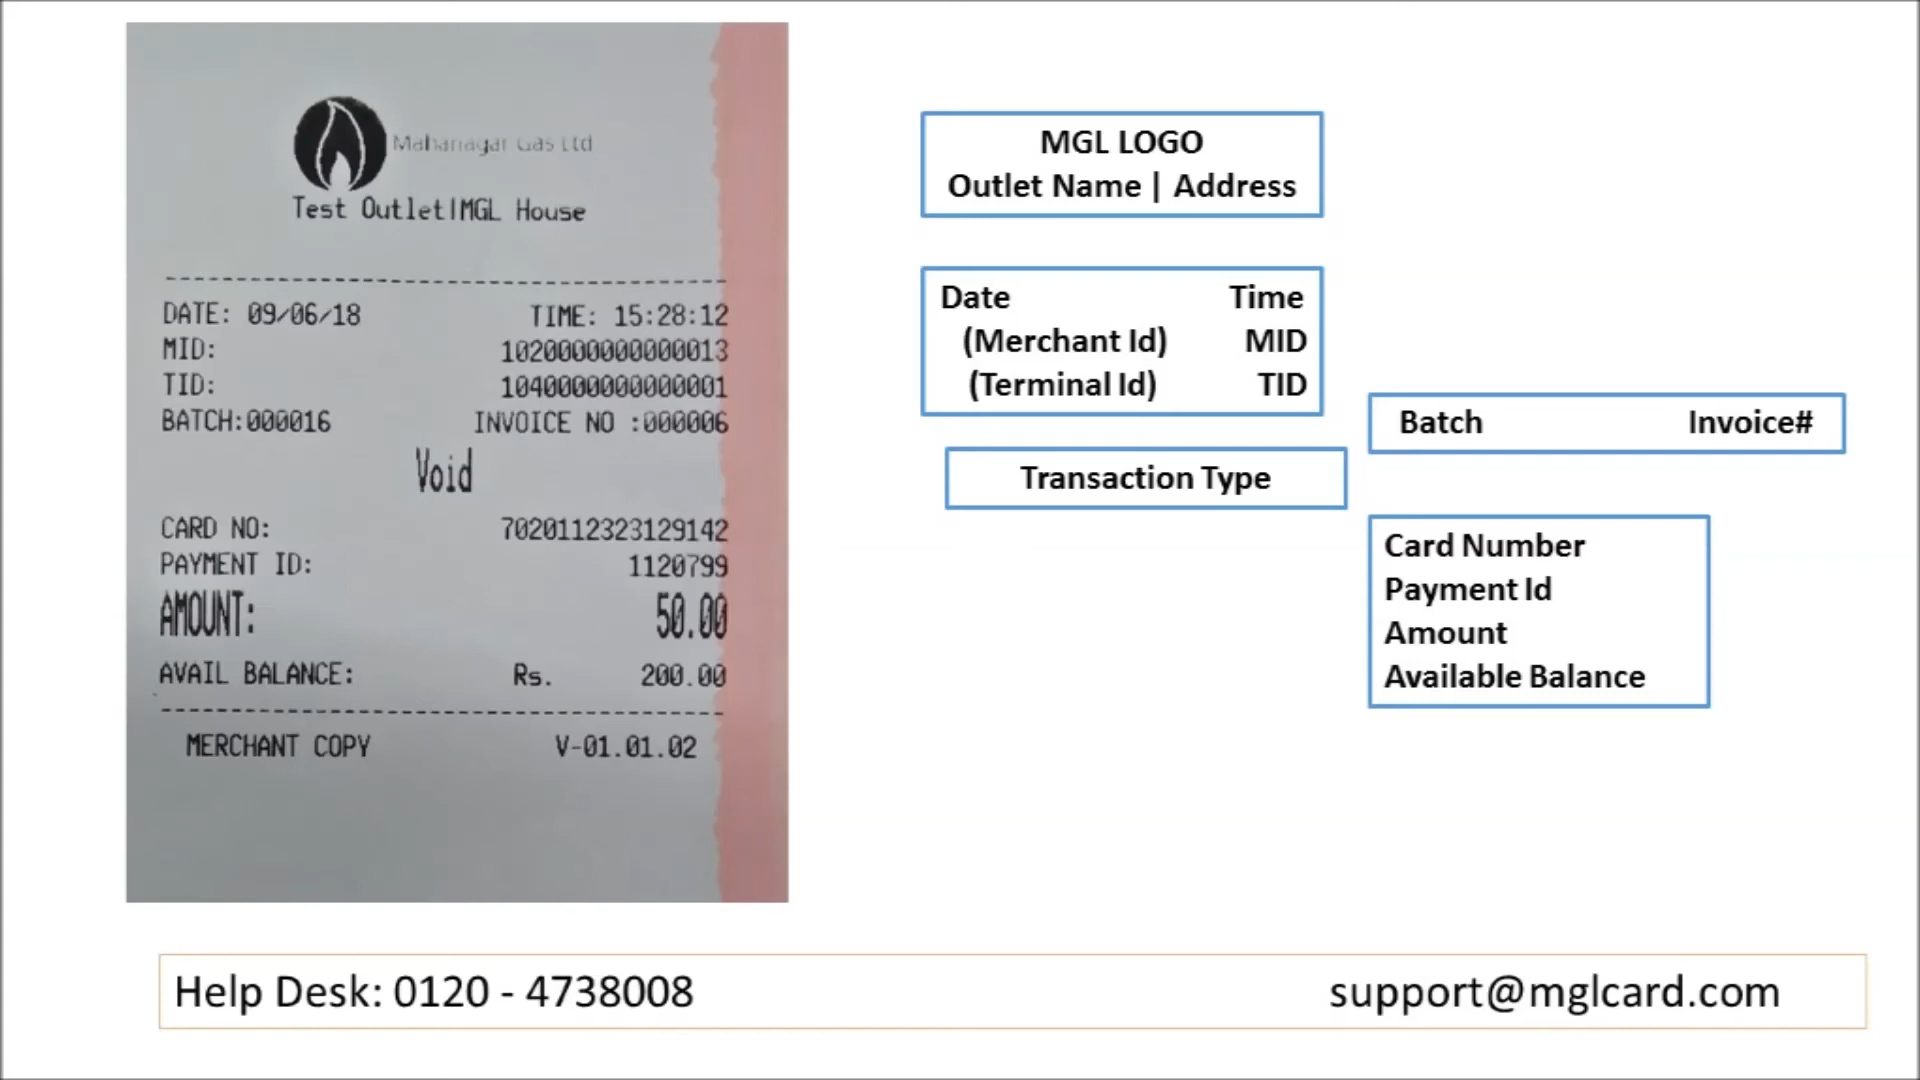 Mahanagar Gas Ltd
Test Outlet|MGL House
DATE: 09/06/18 TIME: 15:28:12
MID: 1020000000000013
TID: 1040000000000001
BATCH:000016 INVOICE NO :000006
Void
CARD NO: 7020112323129142
PAYMENT ID: 1120799
AMOUNT: 50.00
AVAIL BALANCE: Rs. 200.00
MERCHANT COPY V-01.01.02
MGL LOGO
Outlet Name | Address
Date Time
(Merchant Id) MID
(Terminal Id) TID
Batch Invoice#
Transaction Type
Card Number
Payment Id
Amount
Available Balance
Help Desk: 0120 - 4738008 support@mglcard.com